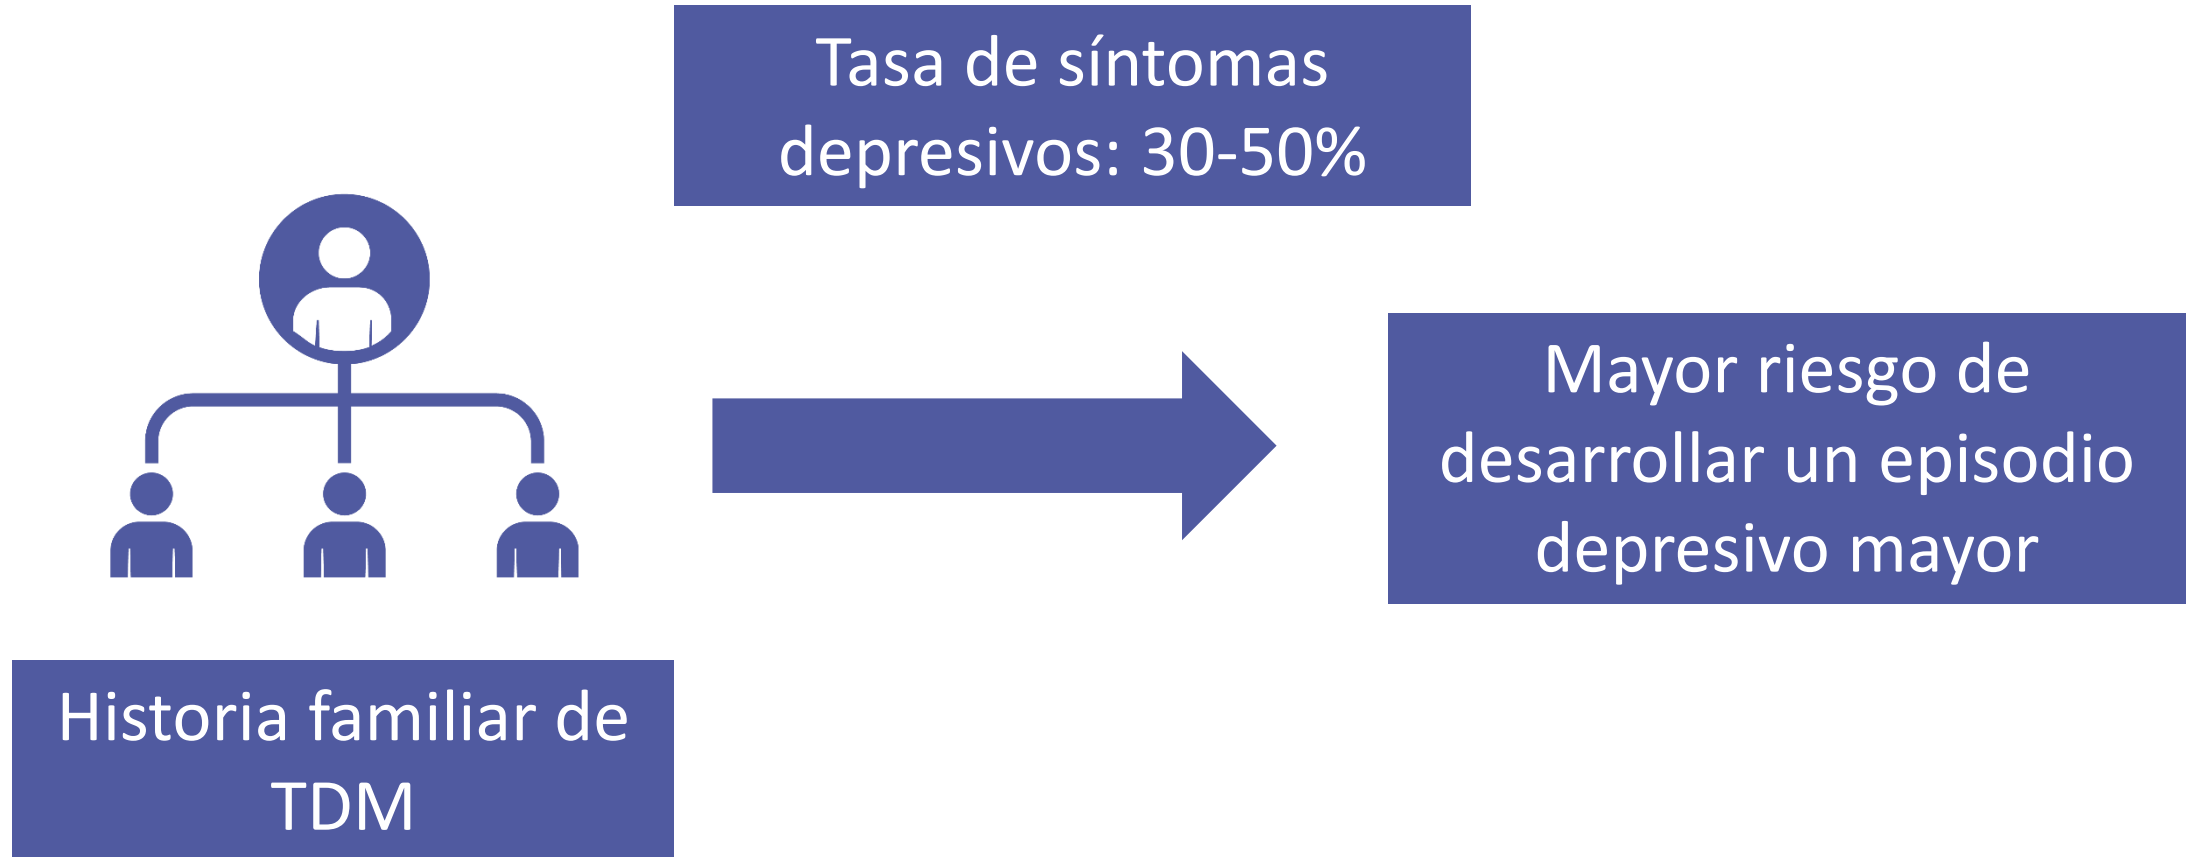 Tasa de síntomas
depresivos: 30-50%
Mayor riesgo de
desarrollar un episodio
depresivo mayor
Historia familiar de
TDM